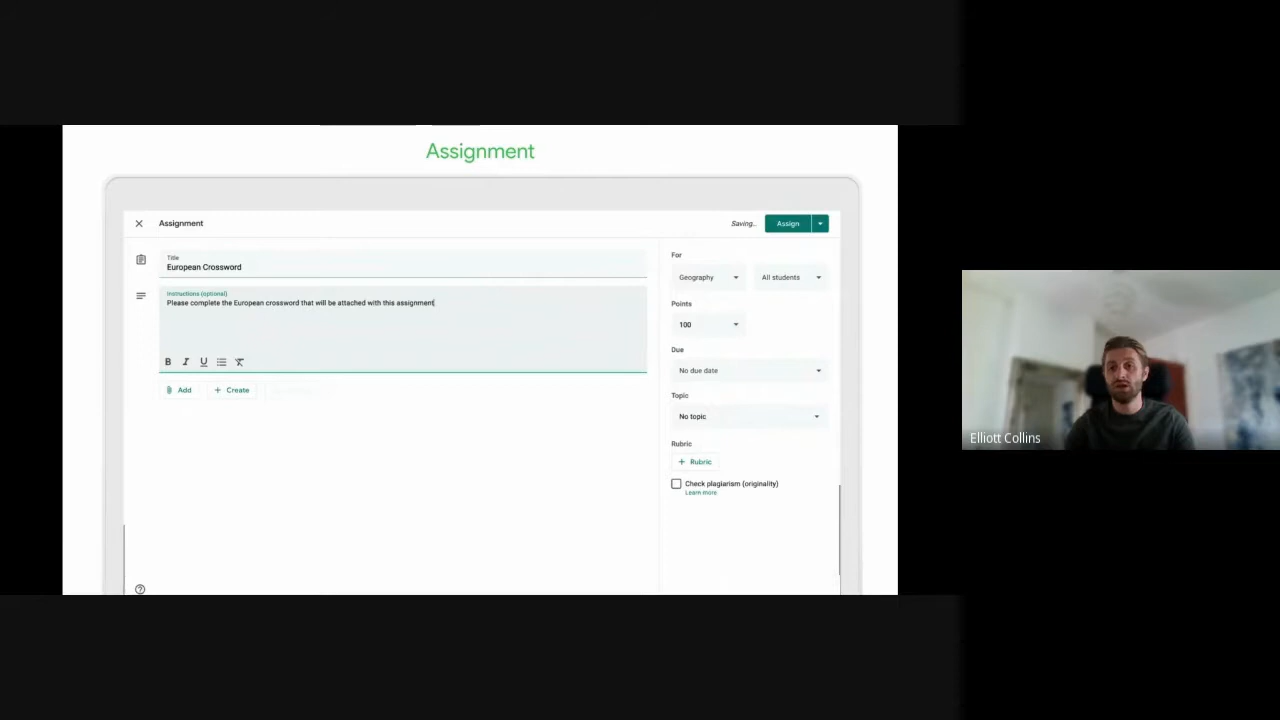 Assignment
Assignment
Saving...
Assign
Title
European Crossword
Instructions (optional)
Please complete the European crossword that will be attached with this assignment
B I U
Add
Create
For
Geography
All students
Points
100
Due
No due date
Topic
No topic
Rubric
+ Rubric
Check plagiarism (originality)
Learn more
Elliott Collins